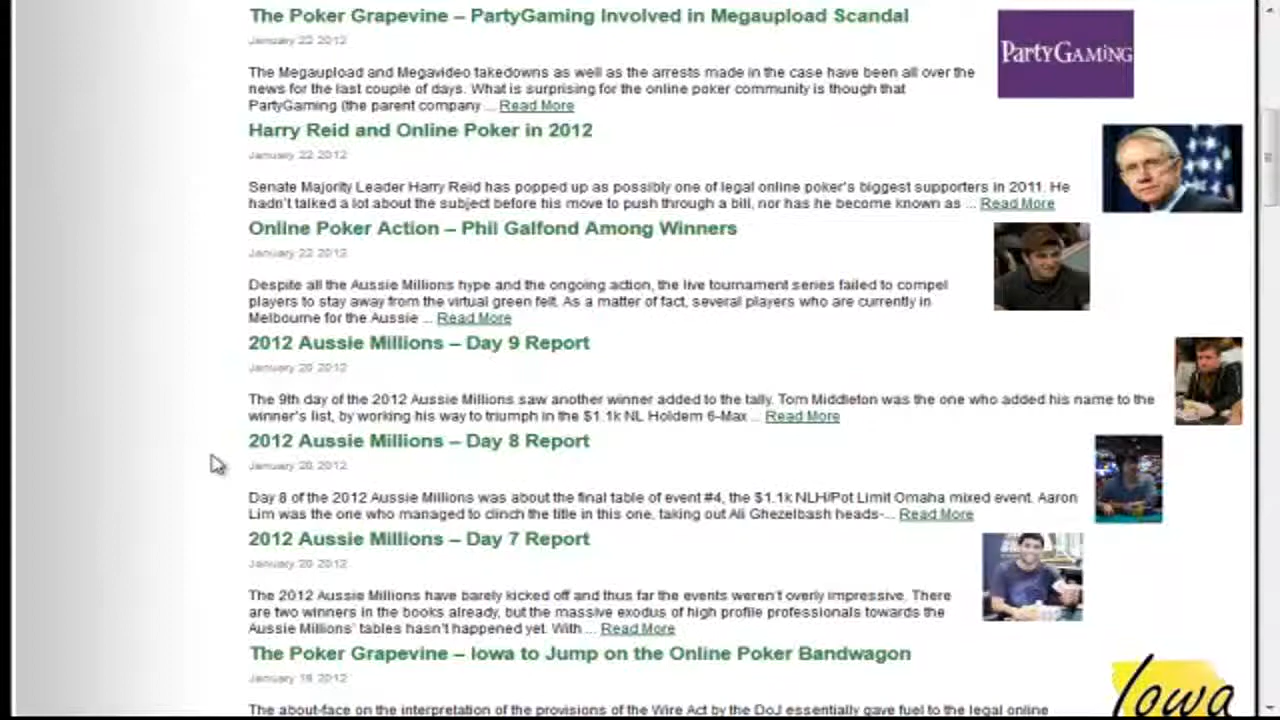 The Poker Grapevine – PartyGaming Involved in Megaupload Scandal
January 23 2012
PARTYGAMING
The Megaupload and Megavideo takedowns as well as the arrests made in the case have been all over the
news for the last couple of days. What is surprising for the online poker community is though that
PartyGaming (the parent company ... Read More
Harry Reid and Online Poker in 2012
January 22 2012
Senate Majority Leader Harry Reid has popped up as possibly one of legal online poker's biggest supporters in 2011. He
hadn't talked a lot about the subject before his move to push through a bill, nor has he become known as ... Read More
Online Poker Action – Phil Galfond Among Winners
January 22 2012
Despite all the Aussie Millions hype and the ongoing action, the live tournament series failed to compel
players to stay away from the virtual green felt. As a matter of fact, several players who are currently in
Melbourne for the Aussie ... Read More
2012 Aussie Millions – Day 9 Report
January 20 2012
The 9th day of the 2012 Aussie Millions saw another winner added to the tally. Tom Middleton was the one who added his name to the
winner's list, by working his way to triumph in the $1.1k NL Holdem 6-Max ... Read More
2012 Aussie Millions – Day 8 Report
January 20 2012
Day 8 of the 2012 Aussie Millions was about the final table of event #4, the $1.1k NLH/Pot Limit Omaha mixed event. Aaron
Lim was the one who managed to clinch the title in this one, taking out Ali Ghezelbash heads-... Read More
2012 Aussie Millions – Day 7 Report
January 20 2012
The 2012 Aussie Millions have barely kicked off and thus far the events weren't overly impressive. There
are two winners in the books already, but the massive exodus of high profile professionals towards the
Aussie Millions' tables hasn't happened yet. With ... Read More
The Poker Grapevine – Iowa to Jump on the Online Poker Bandwagon
January 2012
Iowa
The about-face on the interpretation of the provisions of the Wire Act by the DoJ essentially gave fuel to the legal online